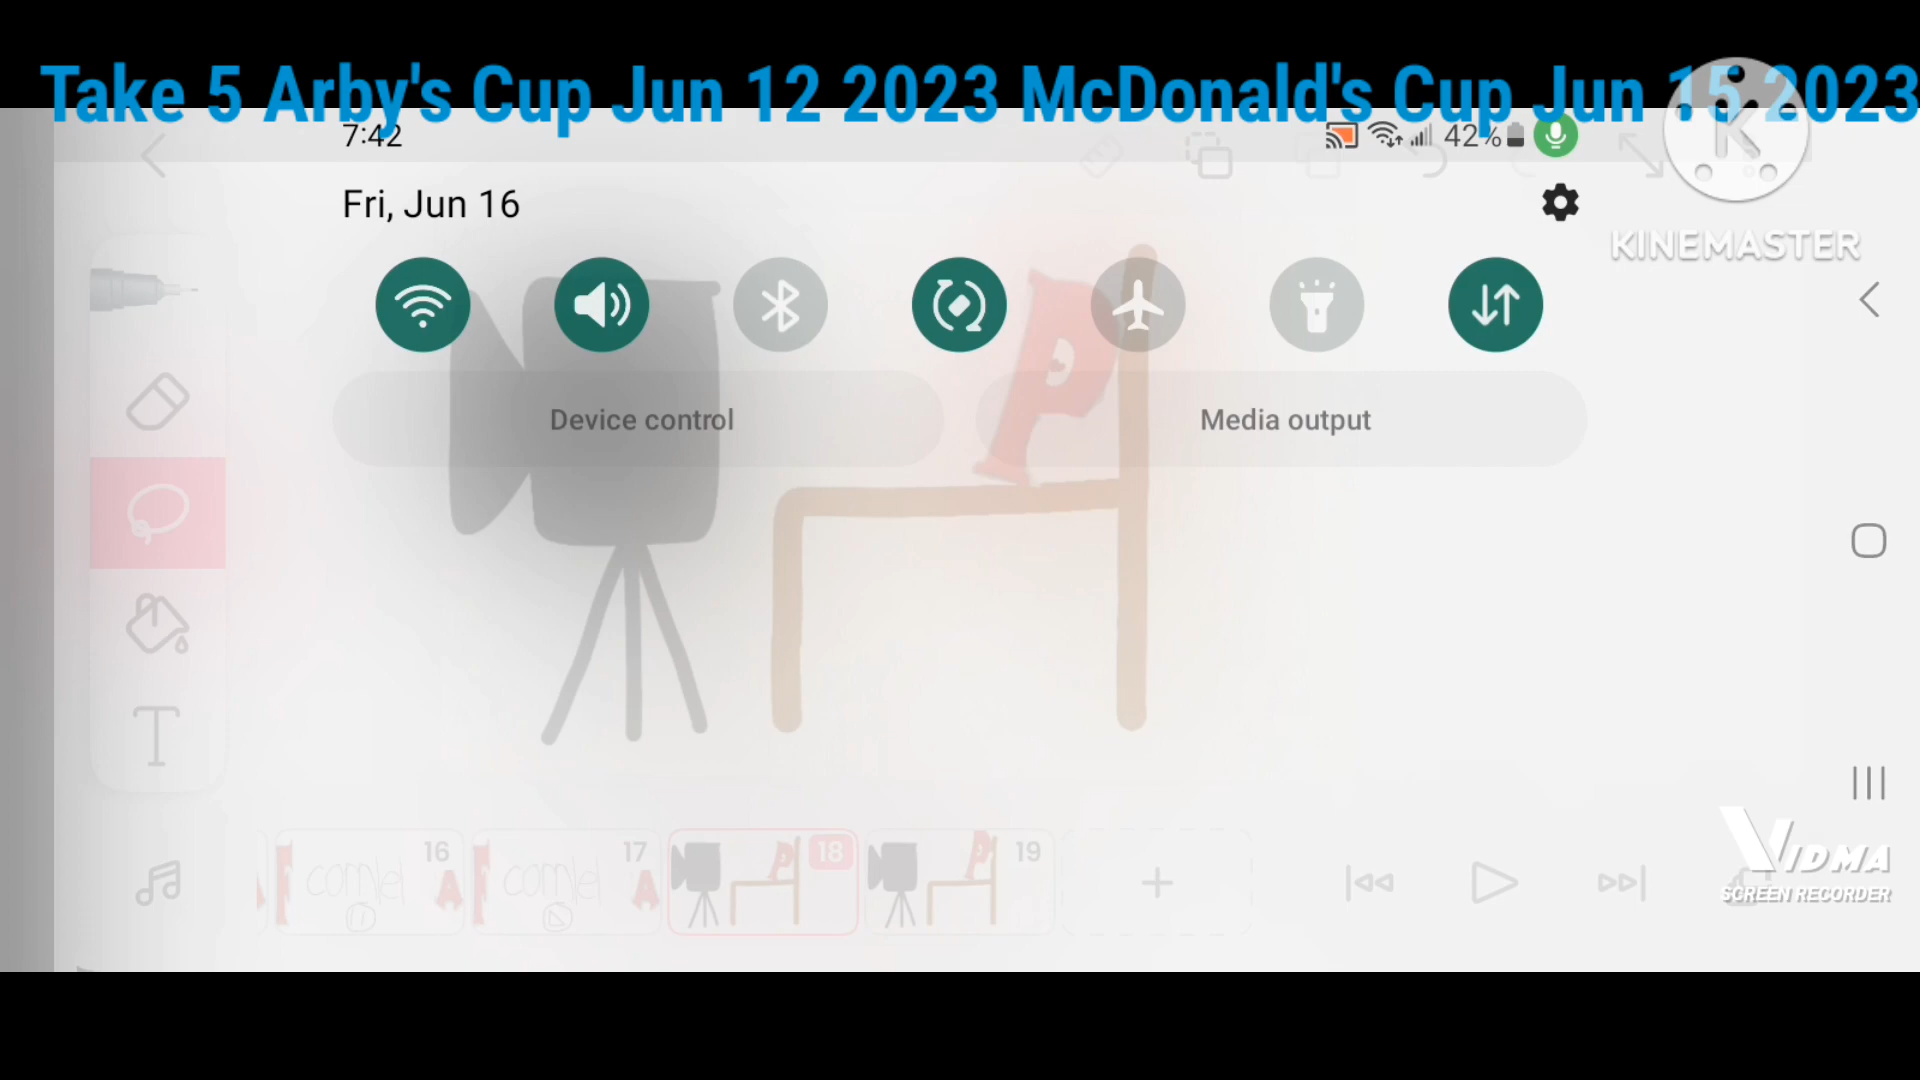 Take 5 Arby's Cup Jun 12 2023 McDonald's Cup Jun 15 2023
7:42
42%
K
KINEMASTER
Fri, Jun 16
Device control
Media output
P
T
16
17
18
19
A
A
P
P
VIDMA
SCREEN RECORDER